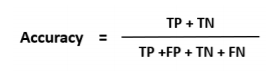 TP + TN
Accuracy =
TP +FP + TN + FN